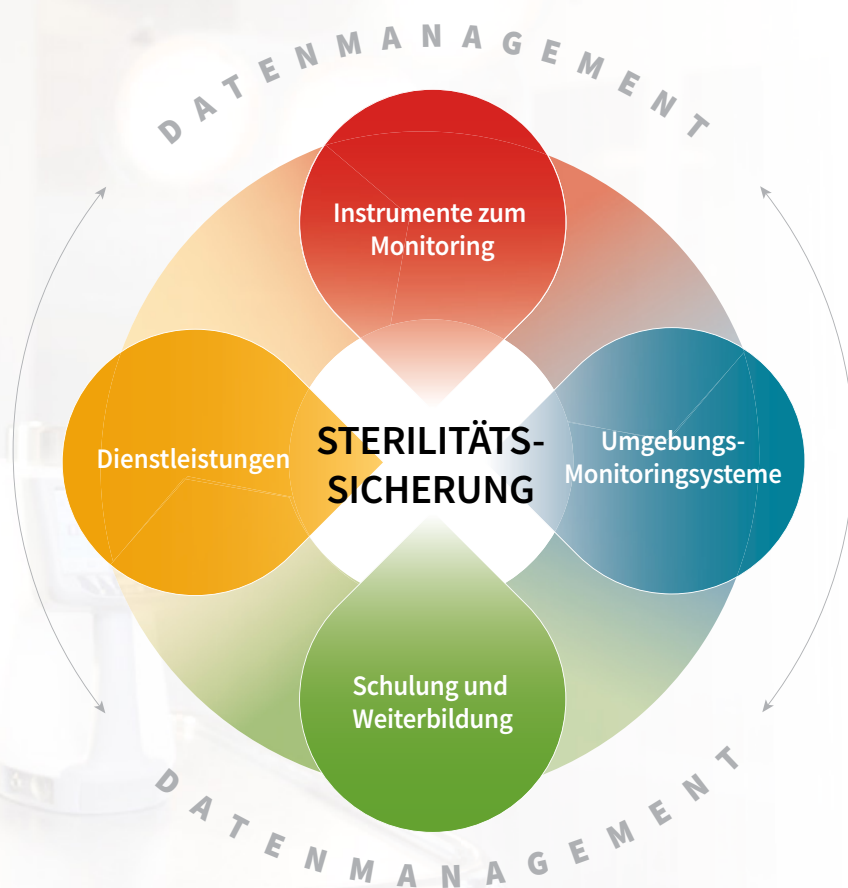 DATENMANAGEMENT
Instrumente zum
Monitoring
Dienstleistungen
STERILITÄTS-
SICHERUNG
Umgebungs-
Monitoringsysteme
Schulung und
Weiterbildung
DATENMANAGEMENT